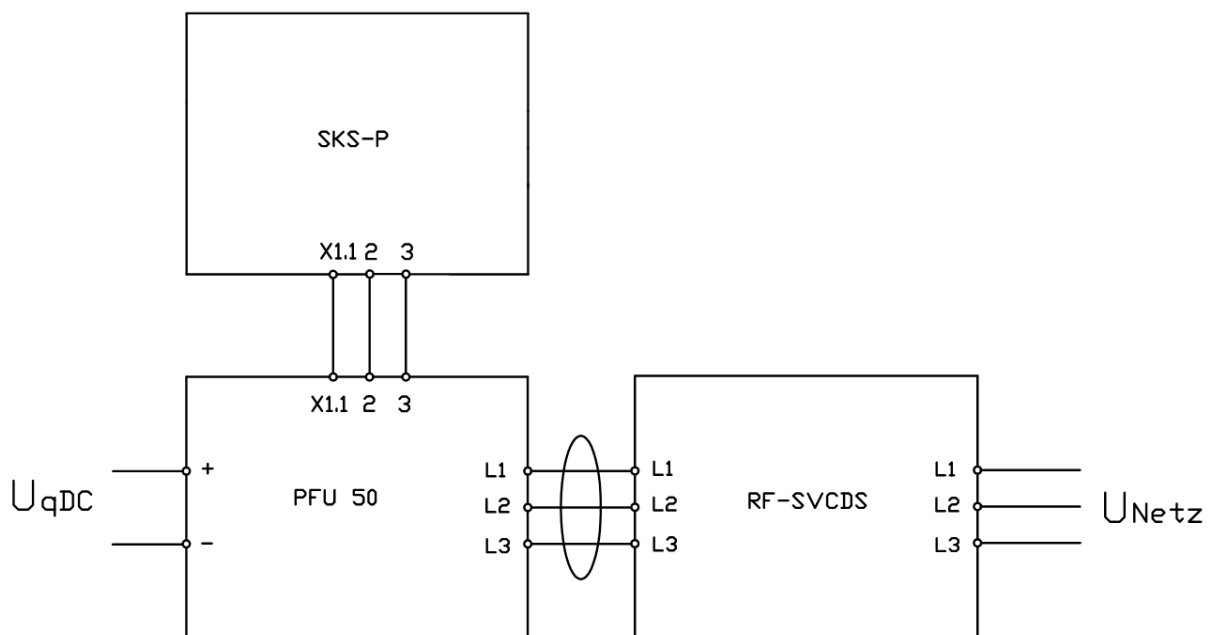 SKS-P
X1.1 2 3
X1.1 2 3
+ L1 L1 L1
UqDC PFU 50 L2 L2 RF-SVCDS L2 UNetz
- L3 L3 L3